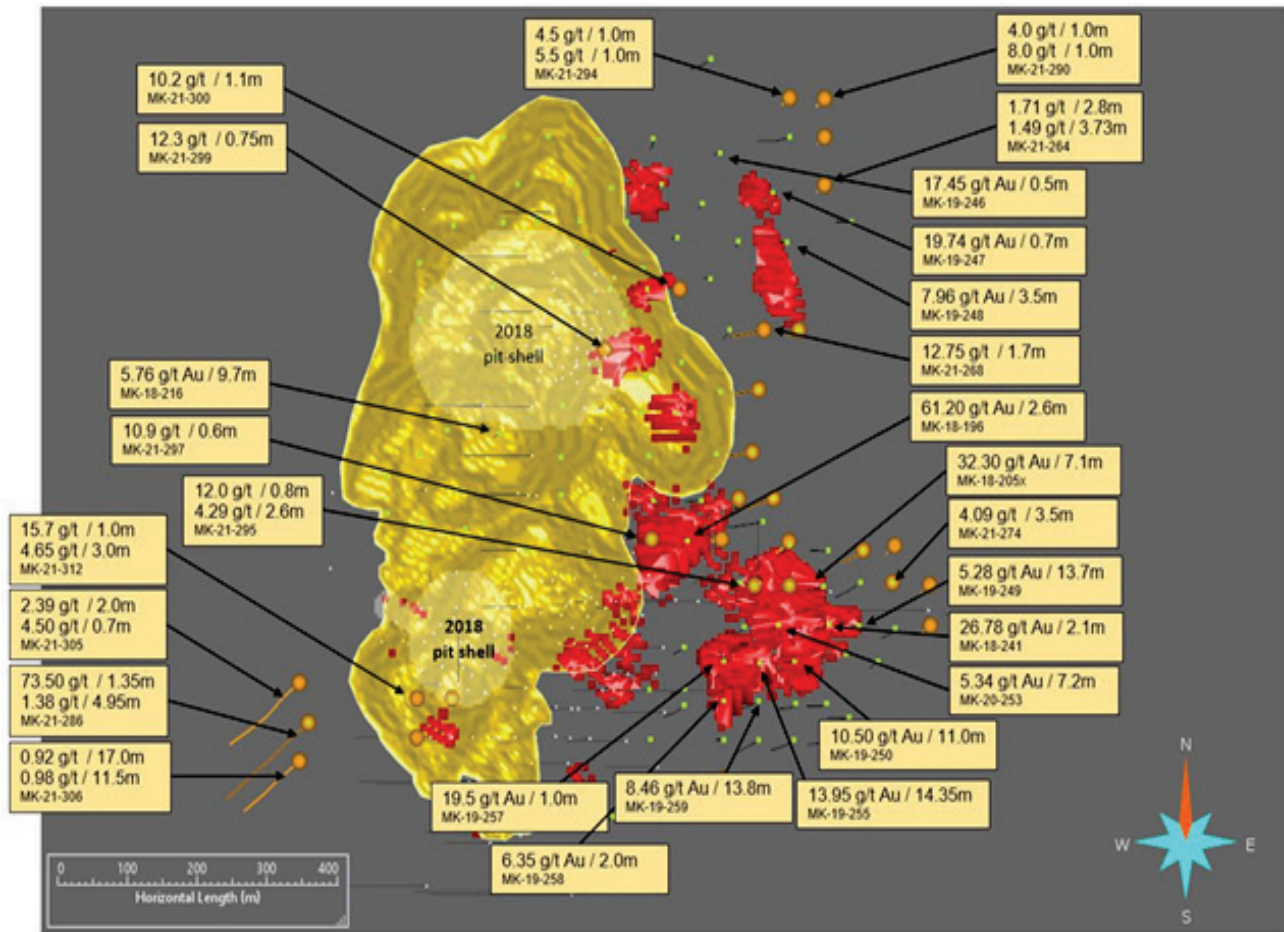 4.5 g/t / 1.0m
5.5 g/t / 1.0m
MK-21-294
4.0 g/t / 1.0m
8.0 g/t / 1.0m
MK-21-290
10.2 g/t / 1.1m
MK-21-300
12.3 g/t / 0.75m
MK-21-299
1.71 g/t / 2.8m
1.49 g/t / 3.73m
MK-21-264
17.45 g/t Au / 0.5m
MK-19-246
19.74 g/t Au / 0.7m
MK-19-247
7.96 g/t Au / 3.5m
MK-19-248
12.75 g/t / 1.7m
MK-21-268
2018
pit shell
5.76 g/t Au / 9.7m
MK-18-216
10.9 g/t / 0.6m
MK-21-297
12.0 g/t / 0.8m
4.29 g/t / 2.6m
MK-21-295
61.20 g/t Au / 2.6m
MK-18-196
32.30 g/t Au / 7.1m
MK-18-205x
4.09 g/t / 3.5m
MK-21-274
5.28 g/t Au / 13.7m
MK-19-249
26.78 g/t Au / 2.1m
MK-18-241
5.34 g/t Au / 7.2m
MK-20-253
15.7 g/t / 1.0m
4.65 g/t / 3.0m
MK-21-312
2.39 g/t / 2.0m
4.50 g/t / 0.7m
MK-21-305
73.50 g/t / 1.35m
1.38 g/t / 4.95m
MK-21-286
0.92 g/t / 17.0m
0.98 g/t / 11.5m
MK-21-306
2018
pit shell
10.50 g/t Au / 11.0m
MK-19-250
19.5 g/t Au / 1.0m
MK-19-257
8.46 g/t Au / 13.8m
MK-19-259
13.95 g/t Au / 14.35m
MK-19-255
6.35 g/t Au / 2.0m
MK-19-258
0 100 200 300 400
Horizontal Length (m)
N
W E
S